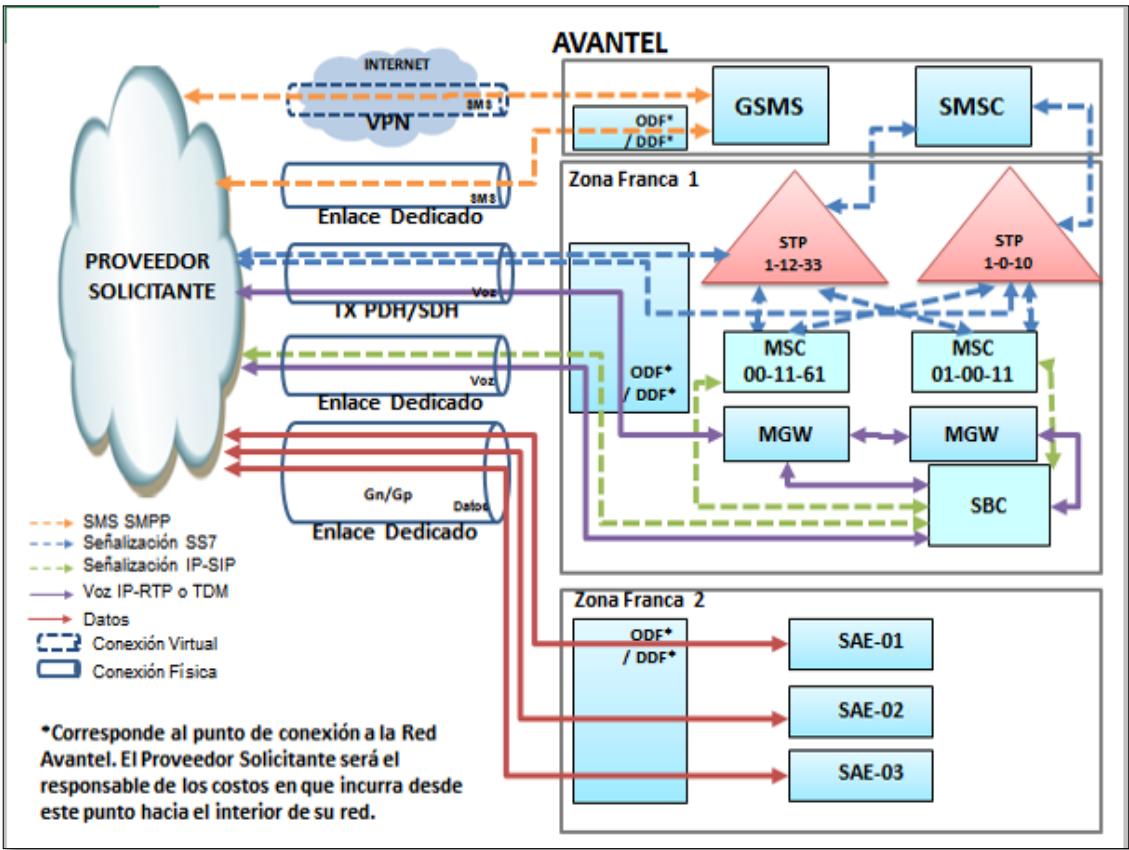 AVANTEL
INTERNET
SMS
VPN
ODF*
/ DDF*
GSMS
SMSC
SMS
Enlace Dedicado
Zona Franca 1
STP
1-12-33
STP
1-0-10
PROVEEDOR
SOLICITANTE
Voz
TX PDH/SDH
ODF*
/ DDF*
MSC
00-11-61
MSC
01-00-11
Voz
Enlace Dedicado
MGW
MGW
Gn/Gp
Datos
Enlace Dedicado
SBC
SMS SMPP
Señalización SS7
Señalización IP-SIP
Voz IP-RTP o TDM
Datos
Conexión Virtual
Conexión Física
Zona Franca 2
ODF*
/ DDF*
SAE-01
SAE-02
SAE-03
*Corresponde al punto de conexión a la Red
Avantel. El Proveedor Solicitante será el
responsable de los costos en que incurra desde
este punto hacia el interior de su red.